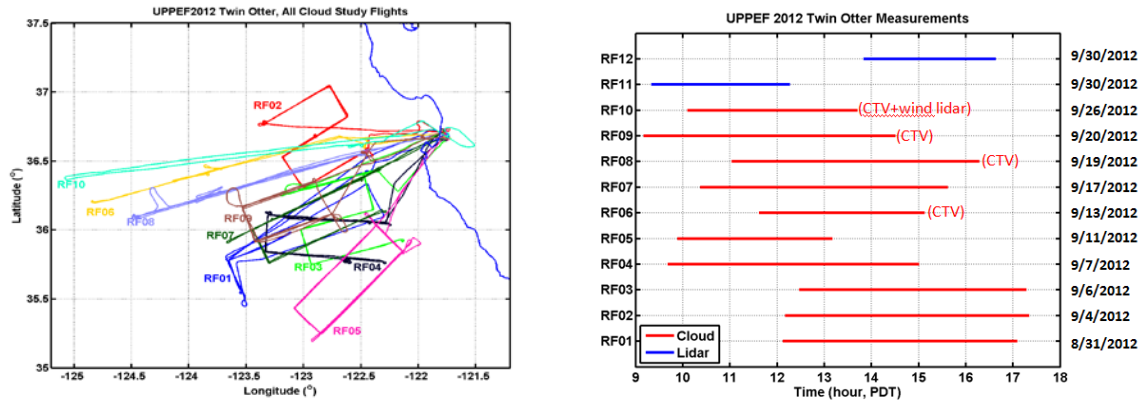 UPPEF2012 Twin Otter, All Cloud Study Flights
37.5
37
36.5
36
35.5
35
Latitude (°)
RF02
RF10
RF06
RF08
RF09
RF07
RF03
RF04
RF01
RF05
-125
-124.5
-124
-123.5
-123
-122.5
-122
-121.5
Longitude (°)
UPPEF 2012 Twin Otter Measurements
RF12 9/30/2012
RF11 9/30/2012
RF10 (CTV+wind lidar) 9/26/2012
RF09 (CTV) 9/20/2012
RF08 (CTV) 9/19/2012
RF07 9/17/2012
RF06 (CTV) 9/13/2012
RF05 9/11/2012
RF04 9/7/2012
RF03 9/6/2012
RF02 9/4/2012
RF01 8/31/2012
Cloud
Lidar
9 10 11 12 13 14 15 16 17 18
Time (hour, PDT)